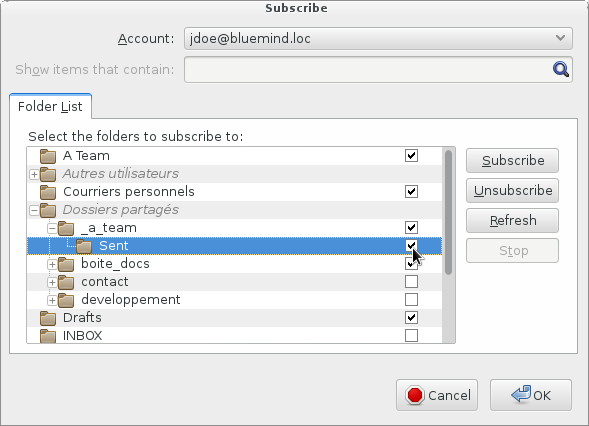 Subscribe
Account: jdoe@bluemind.loc
Show items that contain:
Folder List
Select the folders to subscribe to:
A Team
Autres utilisateurs
Courriers personnels
Dossiers partagés
_a_team
Sent
boite_docs
contact
developpement
Drafts
INBOX
Subscribe
Unsubscribe
Refresh
Stop
Cancel
OK